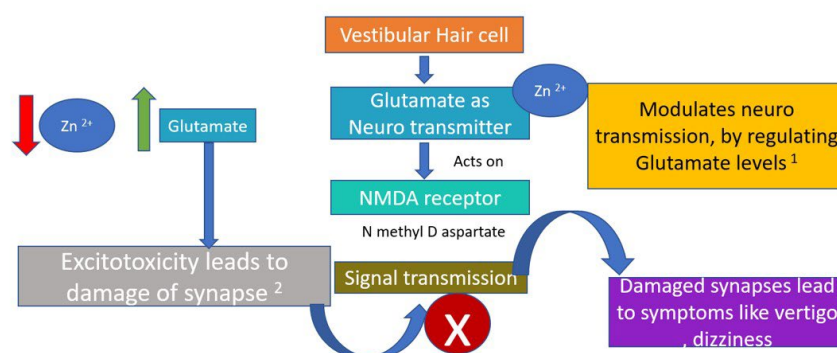 Vestibular Hair cell
Zn 2+
Glutamate
Glutamate as
Neuro transmitter
Zn 2+
Modulates neuro
transmission, by regulating
Glutamate levels 1
Acts on
NMDA receptor
N methyl D aspartate
Excitotoxicity leads to
damage of synapse 2
Signal transmission
X
Damaged synapses lead
to symptoms like vertigo
, dizziness